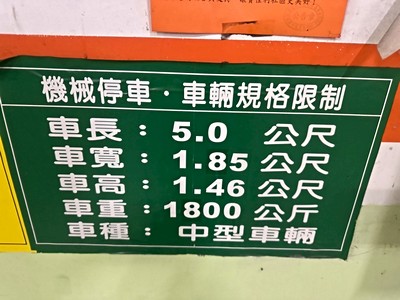 機械停車·車輛規格限制
車長：5.0 公尺
車寬：1.85 公尺
車高：1.46 公尺
車重：1800 公斤
車種：中型車輛